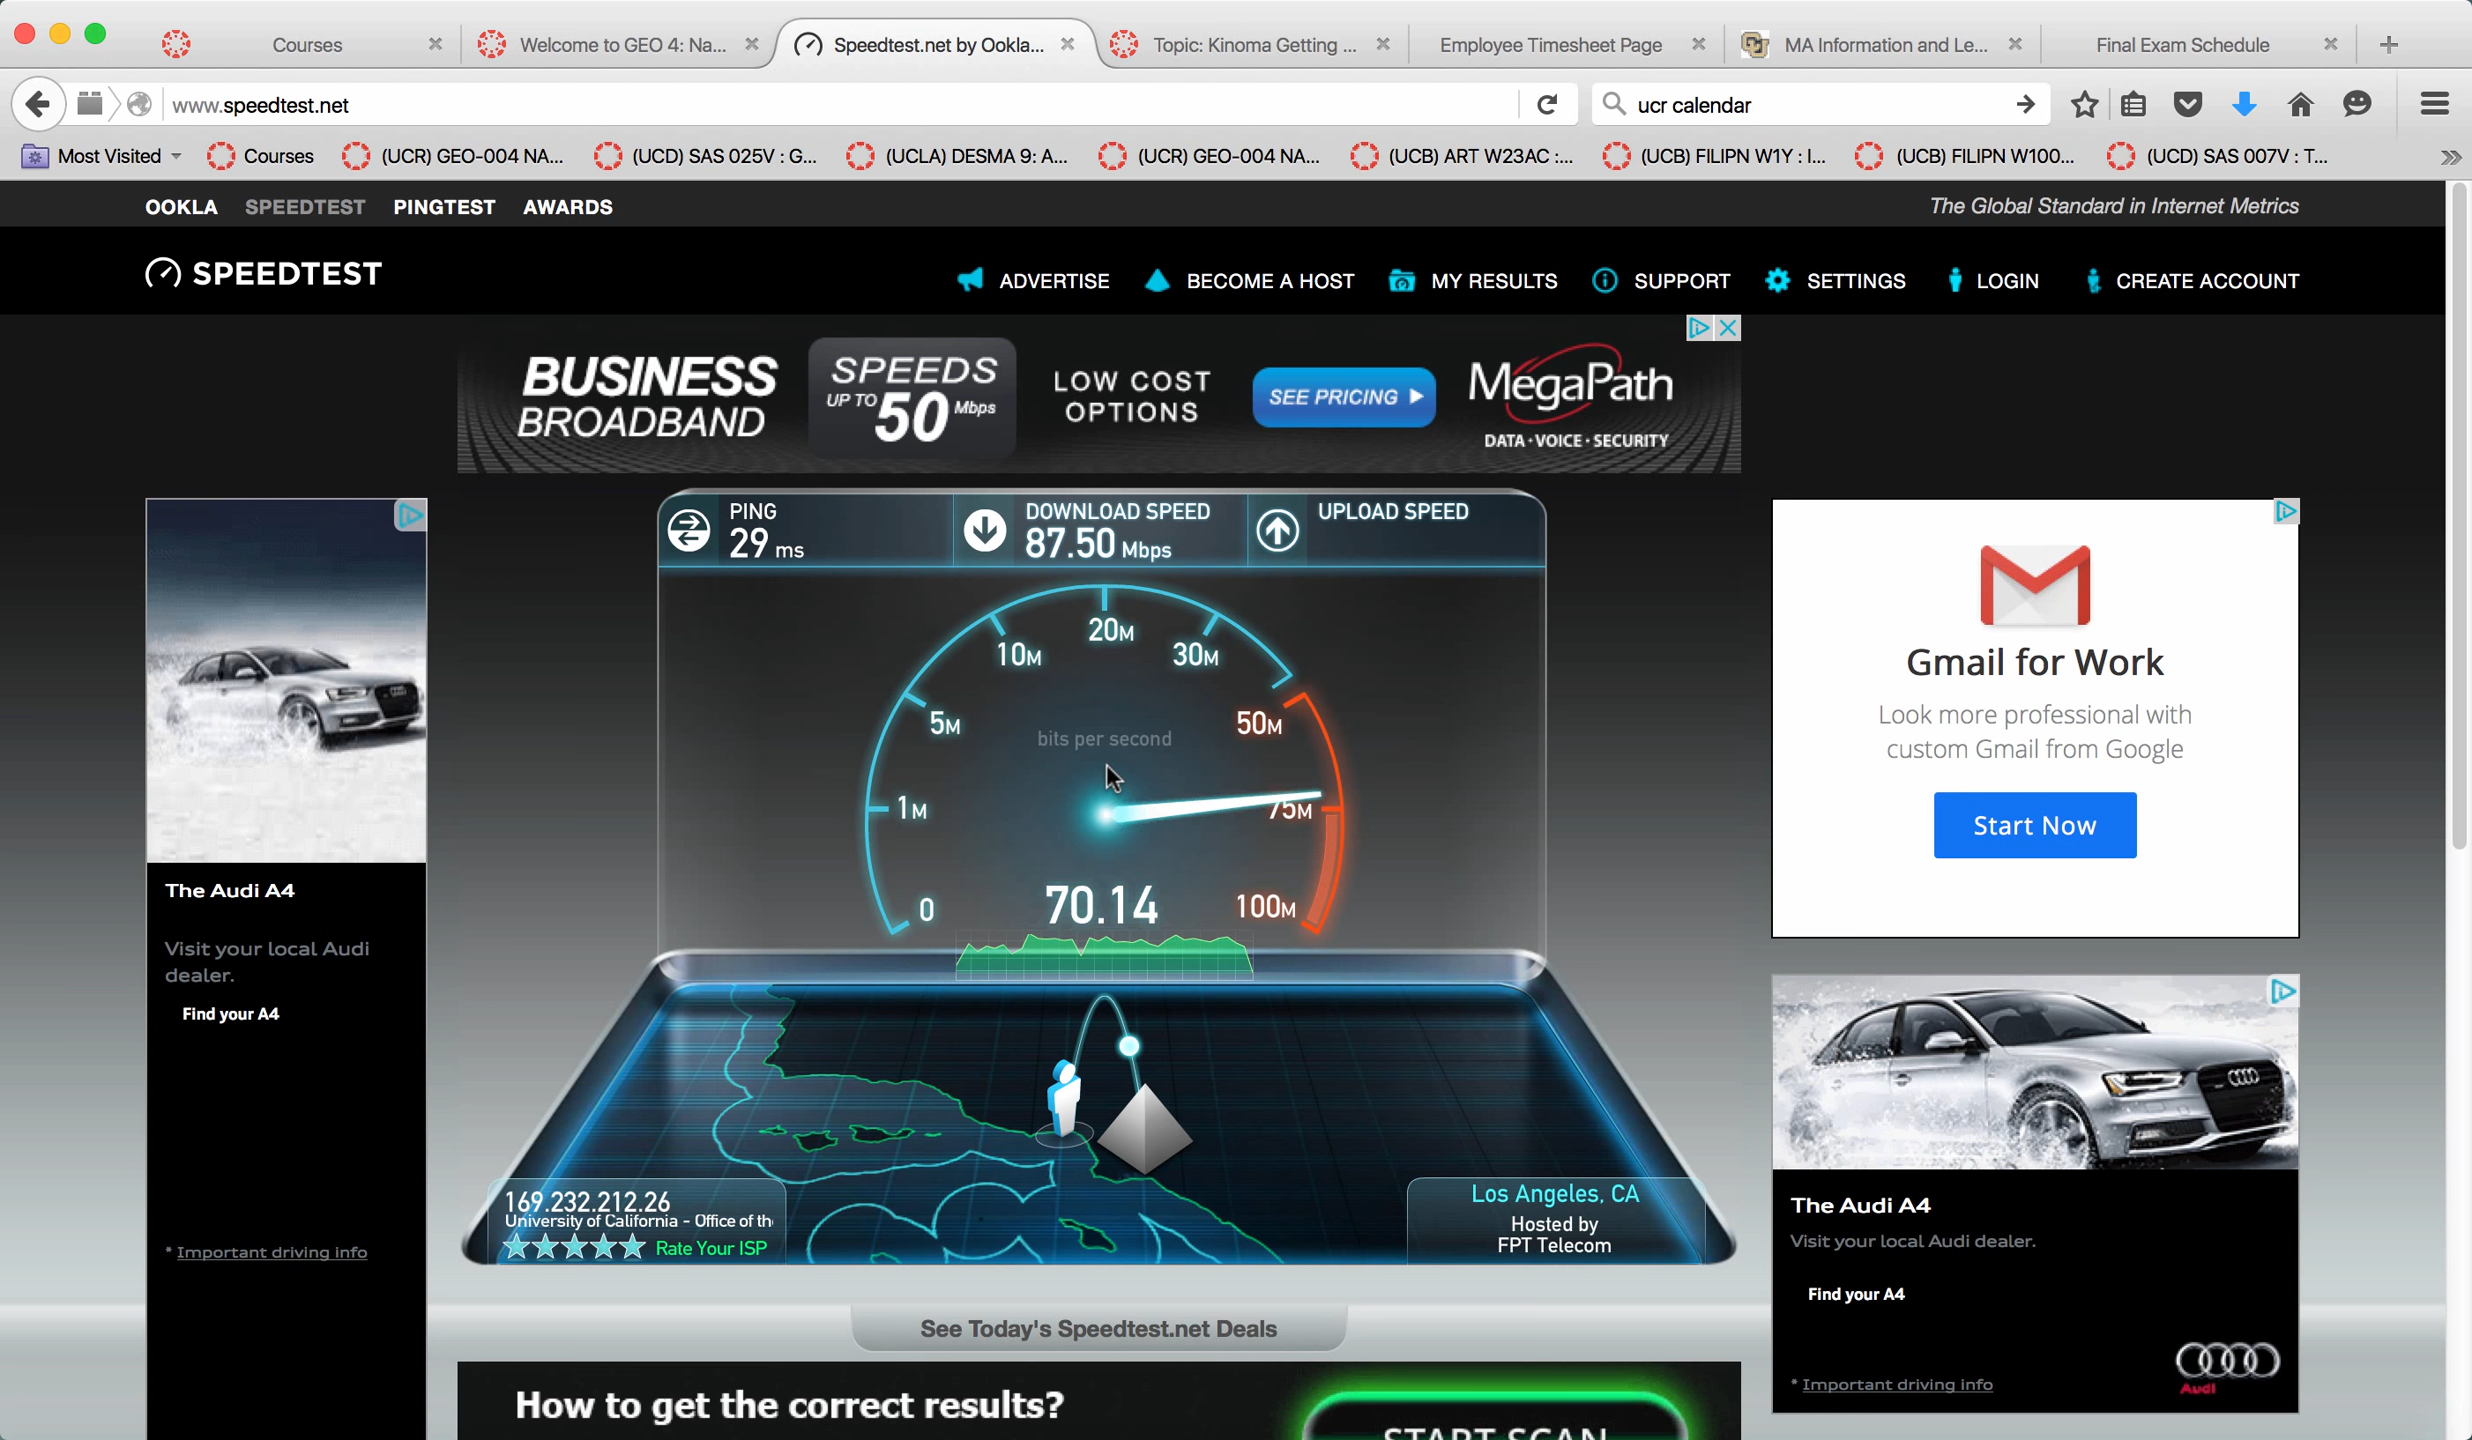 Courses
Welcome to GEO 4: Na...
Speedtest.net by Ookla...
Topic: Kinoma Getting ...
Employee Timesheet Page
MA Information and Le...
Final Exam Schedule
www.speedtest.net
ucr calendar
Most Visited
Courses
(UCR) GEO-004 NA...
(UCD) SAS 025V : G...
(UCLA) DESMA 9: A...
(UCR) GEO-004 NA...
(UCB) ART W23AC :...
(UCB) FILIPN W1Y : I...
(UCB) FILIPN W100...
(UCD) SAS 007V : T...
OOKLA SPEEDTEST PINGTEST AWARDS
The Global Standard in Internet Metrics
SPEEDTEST
ADVERTISE
BECOME A HOST
MY RESULTS
SUPPORT
SETTINGS
LOGIN
CREATE ACCOUNT
BUSINESS
BROADBAND
SPEEDS
UP TO 50 Mbps
LOW COST
OPTIONS
SEE PRICING
MegaPath
DATA · VOICE · SECURITY
PING
29 ms
DOWNLOAD SPEED
87.50 Mbps
UPLOAD SPEED
0
1M
5M
10M
20M
30M
50M
75M
100M
bits per second
70.14
169.232.212.26
University of California - Office of th
Rate Your ISP
Los Angeles, CA
Hosted by
FPT Telecom
See Today's Speedtest.net Deals
How to get the correct results?
START SCAN
The Audi A4
Visit your local Audi
dealer.
Find your A4
* Important driving info
Gmail for Work
Look more professional with
custom Gmail from Google
Start Now
The Audi A4
Visit your local Audi dealer.
Find your A4
* Important driving info
Audi